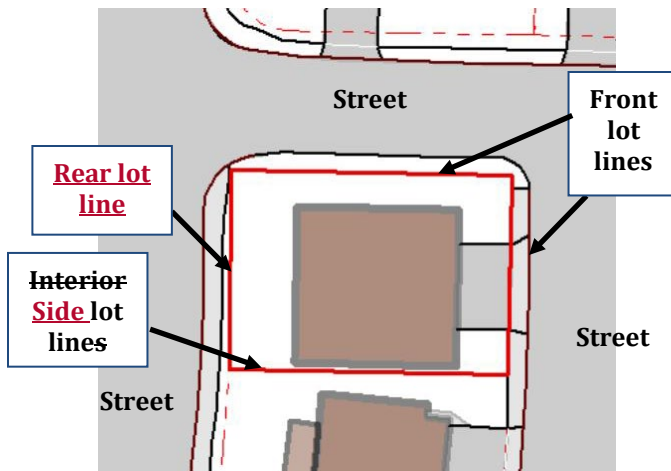 Street
Front
lot
lines
Rear lot
line
Interior
Side lot
lines
Street
Street